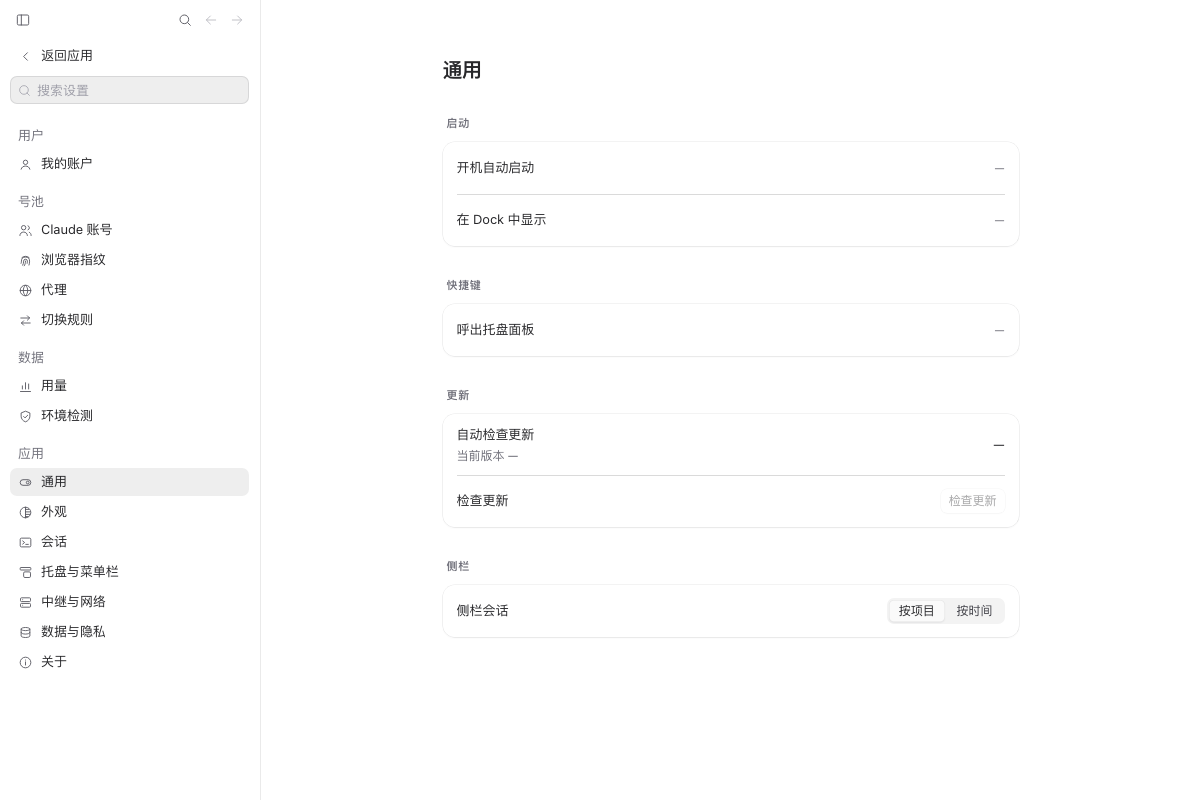 返回应用
搜索设置
用户
我的账户
号池
Claude 账号
浏览器指纹
代理
切换规则
数据
用量
环境检测
应用
通用
外观
会话
托盘与菜单栏
中继与网络
数据与隐私
关于
通用
启动
开机自动启动 —
在 Dock 中显示 —
快捷键
呼出托盘面板 —
更新
自动检查更新 —
当前版本 —
检查更新 检查更新
侧栏
侧栏会话 按项目 按时间